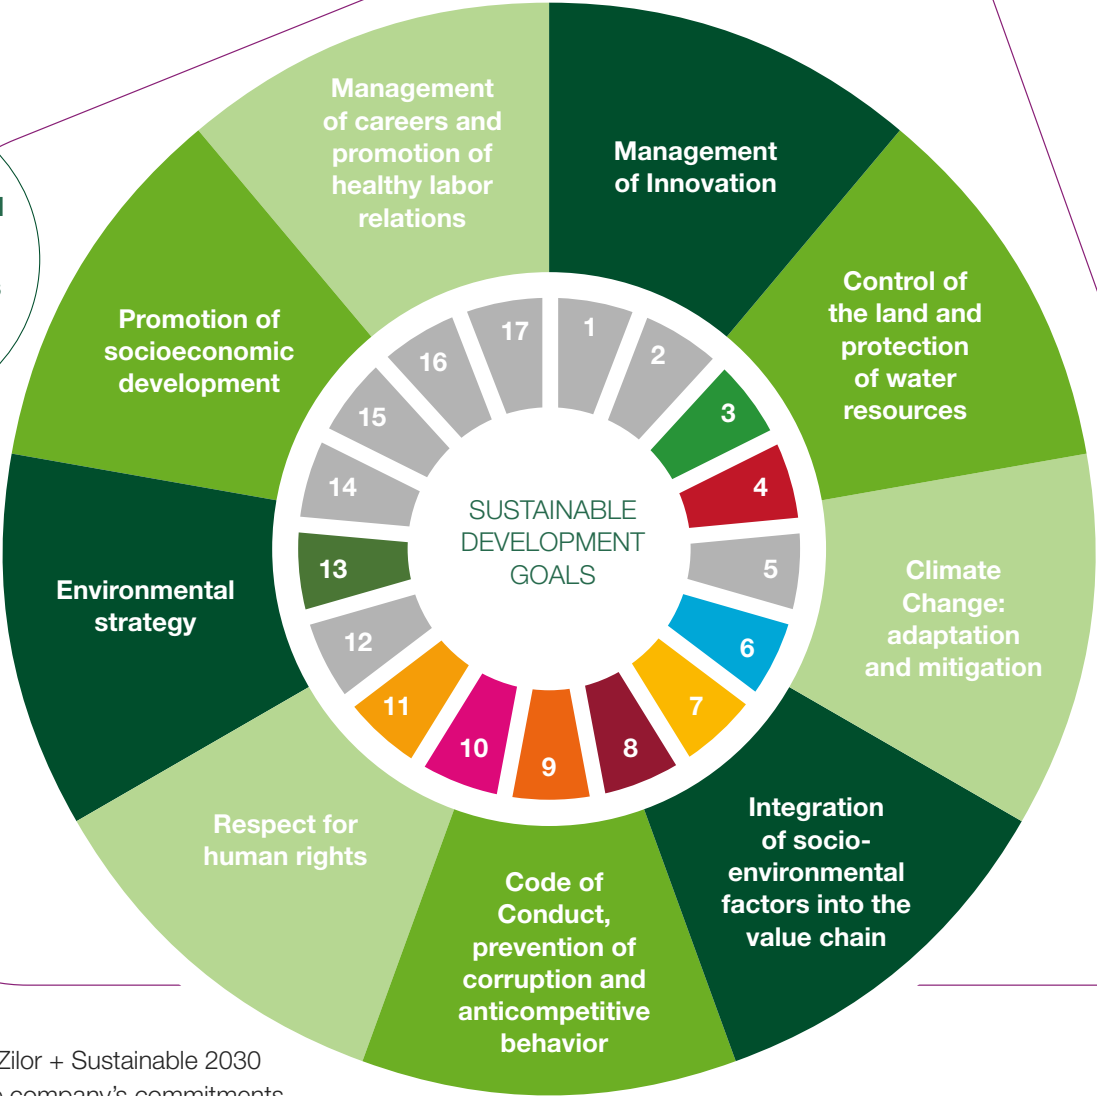 Management
of careers and
promotion of
healthy labor
relations
Management
of Innovation
Control of
the land and
protection
of water
resources
Climate
Change:
adaptation
and mitigation
Integration
of socio-
environmental
factors into the
value chain
Code of
Conduct,
prevention of
corruption and
anticompetitive
behavior
Respect for
human rights
Environmental
strategy
Promotion of
socioeconomic
development
1
2
3
4
5
6
7
8
9
10
11
12
13
14
15
16
17
SUSTAINABLE
DEVELOPMENT
GOALS
Zilor + Sustainable 2030
company's commitments